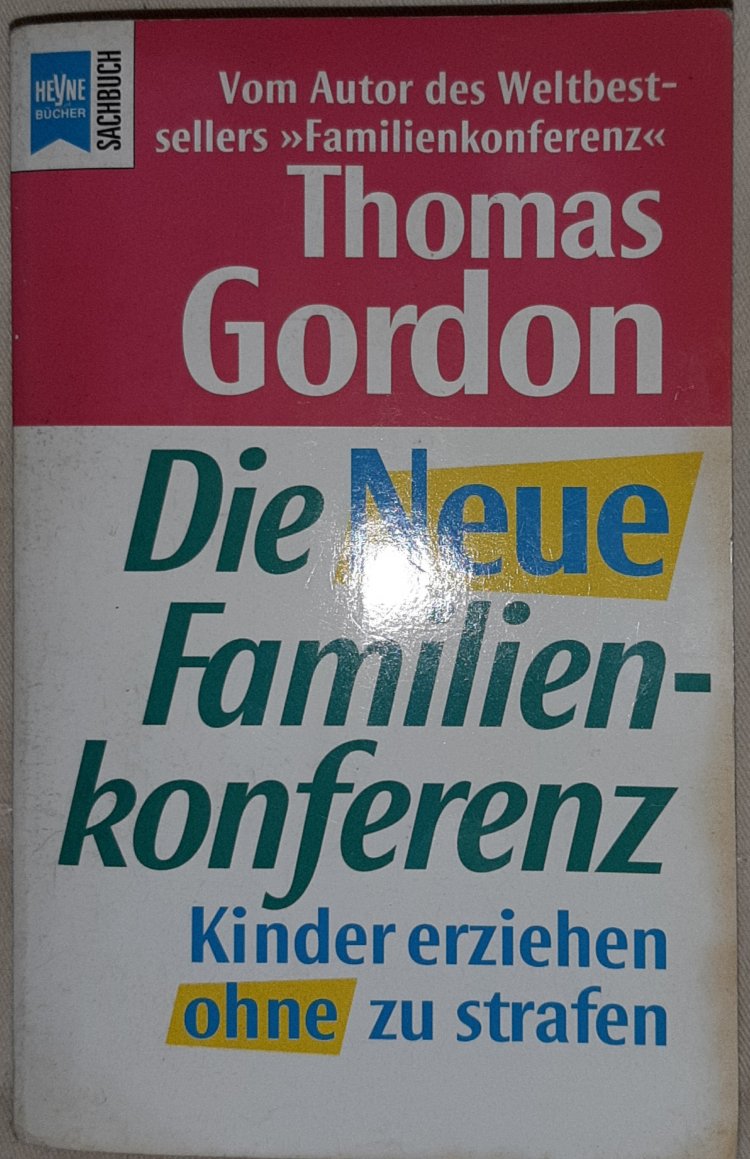 HEYNE
BÜCHER
SACHBUCH
Vom Autor des Weltbest-
sellers »Familienkonferenz«
Thomas
Gordon
Die Neue
Familien-
konferenz
Kinder erziehen
ohne zu strafen